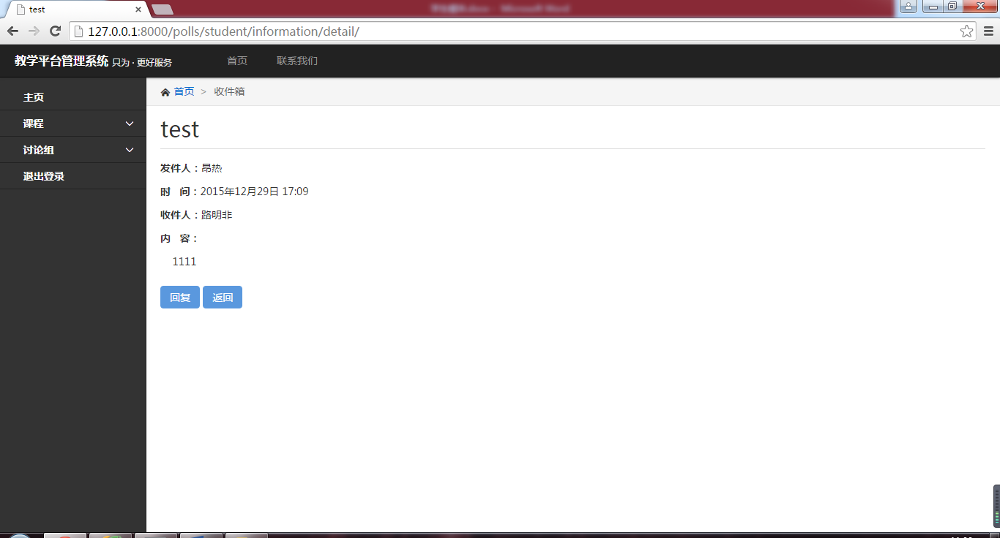 test
127.0.0.1:8000/polls/student/information/detail/
教学平台管理系统 只为 · 更好服务 首页 联系我们
主页
课程
讨论组
退出登录
首页 > 收件箱
test
发件人：昂热
时 间：2015年12月29日 17:09
收件人：路明非
内 容：
1111
回复 返回